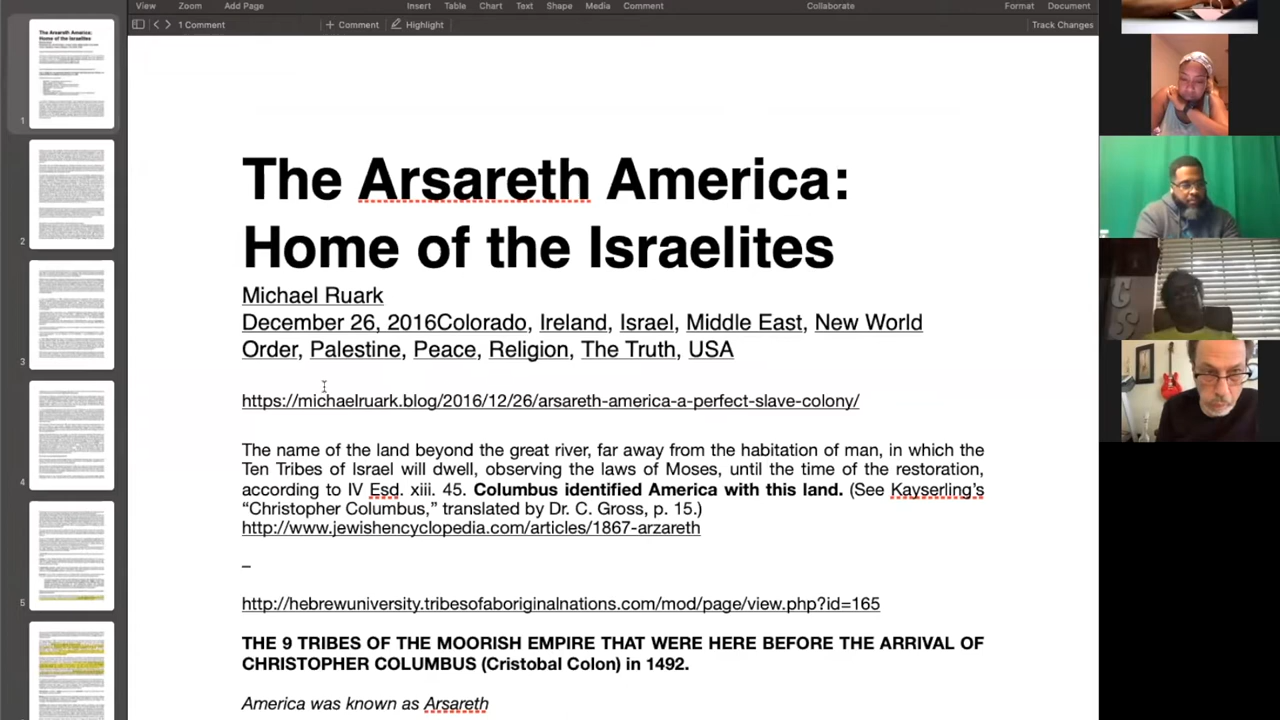 View Zoom Add Page Insert Table Chart Text Shape Media Comment Collaborate Format Document
1 Comment + Comment Highlight Track Changes
The Arsareth America:
Home of the Israelites
Michael Ruark
December 26, 2016Colorado, Ireland, Israel, Middle East, New World
Order, Palestine, Peace, Religion, The Truth, USA
https://michaelruark.blog/2016/12/26/arsareth-america-a-perfect-slave-colony/
The name of the land beyond the great river, far away from the habitation of man, in which the
Ten Tribes of Israel will dwell, observing the laws of Moses, until the time of the restoration,
according to IV Esd. xiii. 45. Columbus identified America with this land. (See Kayserling's
“Christopher Columbus,” translated by Dr. C. Gross, p. 15.)
http://www.jewishencyclopedia.com/articles/1867-arzareth
–
http://hebrewuniversity.tribesofaboriginalnations.com/mod/page/view.php?id=165
THE 9 TRIBES OF THE MOORISH EMPIRE THAT WERE HERE BEFORE THE ARRIVAL OF
CHRISTOPHER COLUMBUS (Cristobal Colon) in 1492.
America was known as Arsareth
1
2
3
4
5